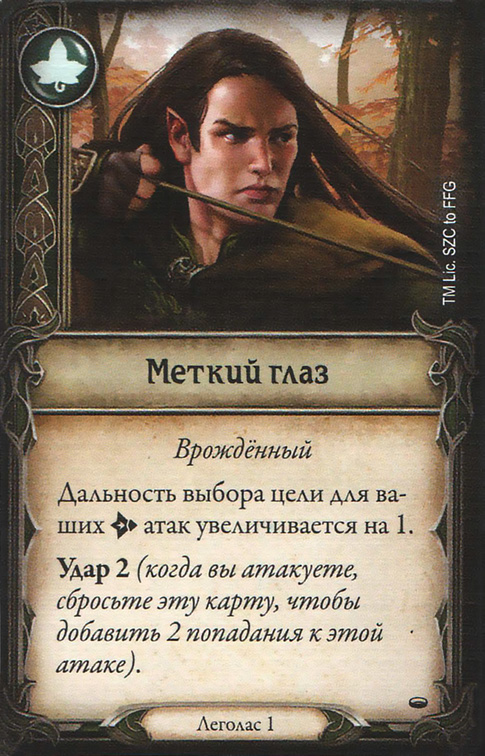 TM Lic. SZC to FFG
Меткий глаз
Врождённый
Дальность выбора цели для ва-
ших атак увеличивается на 1.
Удар 2 (когда вы атакуете,
сбросьте эту карту, чтобы
добавить 2 попадания к этой
атаке).
Леголас 1